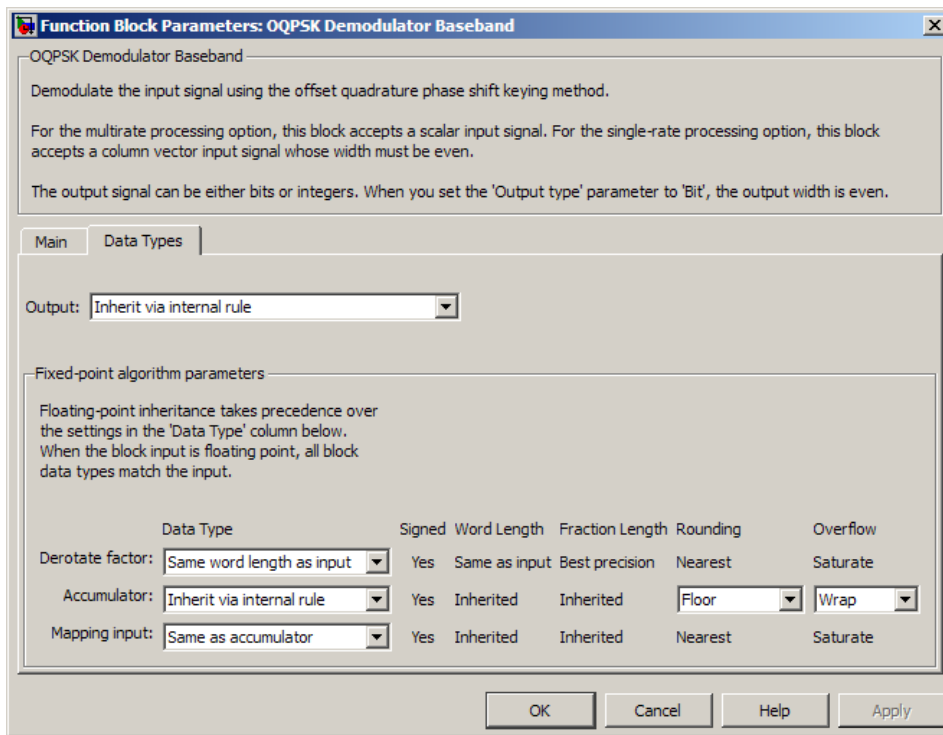 Function Block Parameters: OQPSK Demodulator Baseband
OQPSK Demodulator Baseband
Demodulate the input signal using the offset quadrature phase shift keying method.
For the multirate processing option, this block accepts a scalar input signal. For the single-rate processing option, this block
accepts a column vector input signal whose width must be even.
The output signal can be either bits or integers. When you set the 'Output type' parameter to 'Bit', the output width is even.
Main Data Types
Output: Inherit via internal rule
Fixed-point algorithm parameters
Floating-point inheritance takes precedence over
the settings in the 'Data Type' column below.
When the block input is floating point, all block
data types match the input.
Data Type Signed Word Length Fraction Length Rounding Overflow
Derotate factor: Same word length as input Yes Same as input Best precision Nearest Saturate
Accumulator: Inherit via internal rule Yes Inherited Inherited Floor Wrap
Mapping input: Same as accumulator Yes Inherited Inherited Nearest Saturate
OK Cancel Help Apply